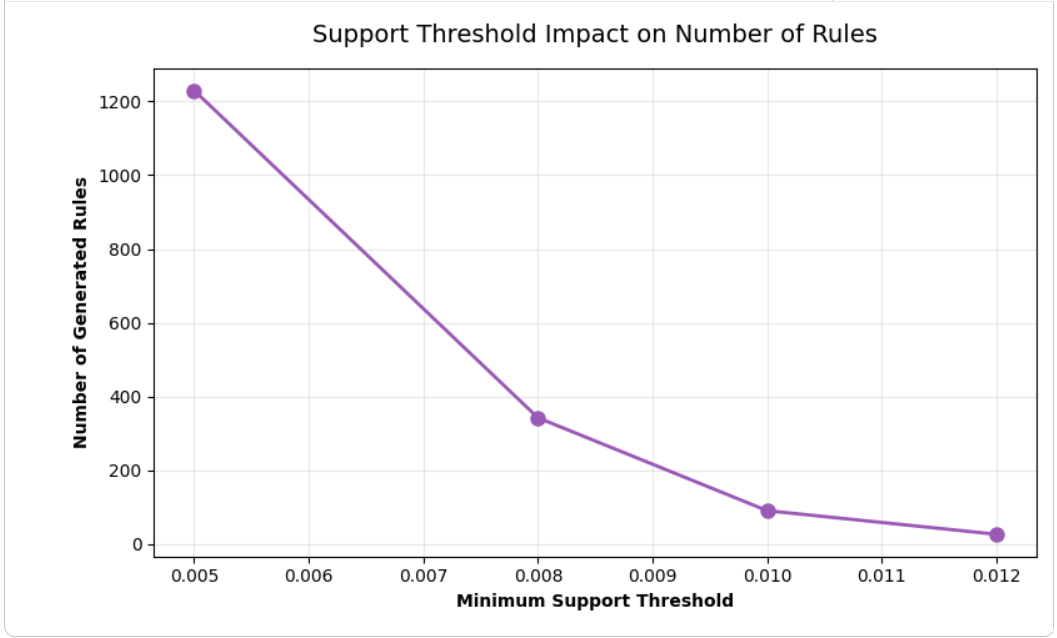 Support Threshold Impact on Number of Rules
1200
1000
800
600
400
200
0
Number of Generated Rules
0.005 0.006 0.007 0.008 0.009 0.010 0.011 0.012
Minimum Support Threshold